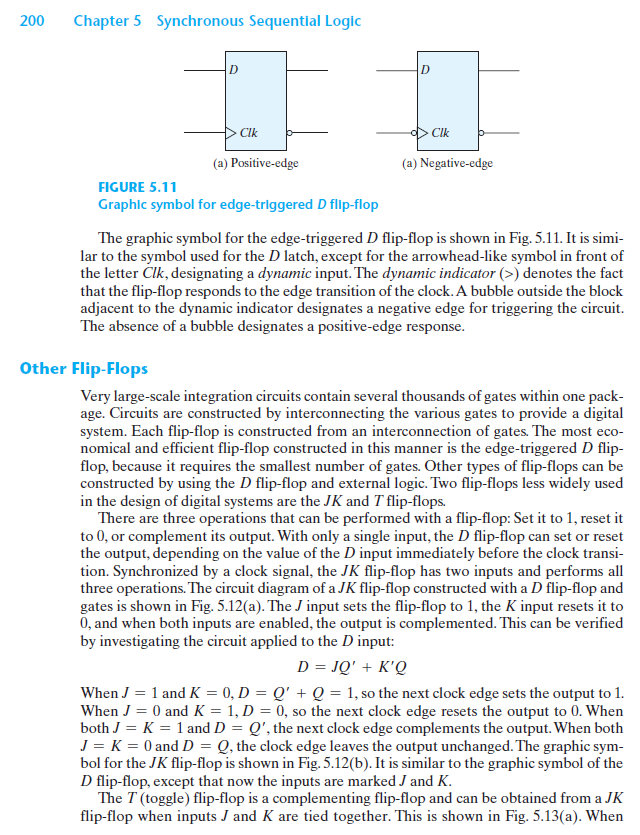 200 Chapter 5 Synchronous Sequential Logic
D D
Clk Clk
(a) Positive-edge (a) Negative-edge
FIGURE 5.11
Graphic symbol for edge-triggered D flip-flop
The graphic symbol for the edge-triggered D flip-flop is shown in Fig. 5.11. It is simi-
lar to the symbol used for the D latch, except for the arrowhead-like symbol in front of
the letter Clk, designating a dynamic input. The dynamic indicator (>) denotes the fact
that the flip-flop responds to the edge transition of the clock. A bubble outside the block
adjacent to the dynamic indicator designates a negative edge for triggering the circuit.
The absence of a bubble designates a positive-edge response.
Other Flip-Flops
Very large-scale integration circuits contain several thousands of gates within one pack-
age. Circuits are constructed by interconnecting the various gates to provide a digital
system. Each flip-flop is constructed from an interconnection of gates. The most eco-
nomical and efficient flip-flop constructed in this manner is the edge-triggered D flip-
flop, because it requires the smallest number of gates. Other types of flip-flops can be
constructed by using the D flip-flop and external logic. Two flip-flops less widely used
in the design of digital systems are the JK and T flip-flops.
There are three operations that can be performed with a flip-flop: Set it to 1, reset it
to 0, or complement its output. With only a single input, the D flip-flop can set or reset
the output, depending on the value of the D input immediately before the clock transi-
tion. Synchronized by a clock signal, the JK flip-flop has two inputs and performs all
three operations. The circuit diagram of a JK flip-flop constructed with a D flip-flop and
gates is shown in Fig. 5.12(a). The J input sets the flip-flop to 1, the K input resets it to
0, and when both inputs are enabled, the output is complemented. This can be verified
by investigating the circuit applied to the D input:
D = JQ' + K'Q
When J = 1 and K = 0, D = Q' + Q = 1, so the next clock edge sets the output to 1.
When J = 0 and K = 1, D = 0, so the next clock edge resets the output to 0. When
both J = K = 1 and D = Q', the next clock edge complements the output. When both
J = K = 0 and D = Q, the clock edge leaves the output unchanged. The graphic sym-
bol for the JK flip-flop is shown in Fig. 5.12(b). It is similar to the graphic symbol of the
D flip-flop, except that now the inputs are marked J and K.
The T (toggle) flip-flop is a complementing flip-flop and can be obtained from a JK
flip-flop when inputs J and K are tied together. This is shown in Fig. 5.13(a). When